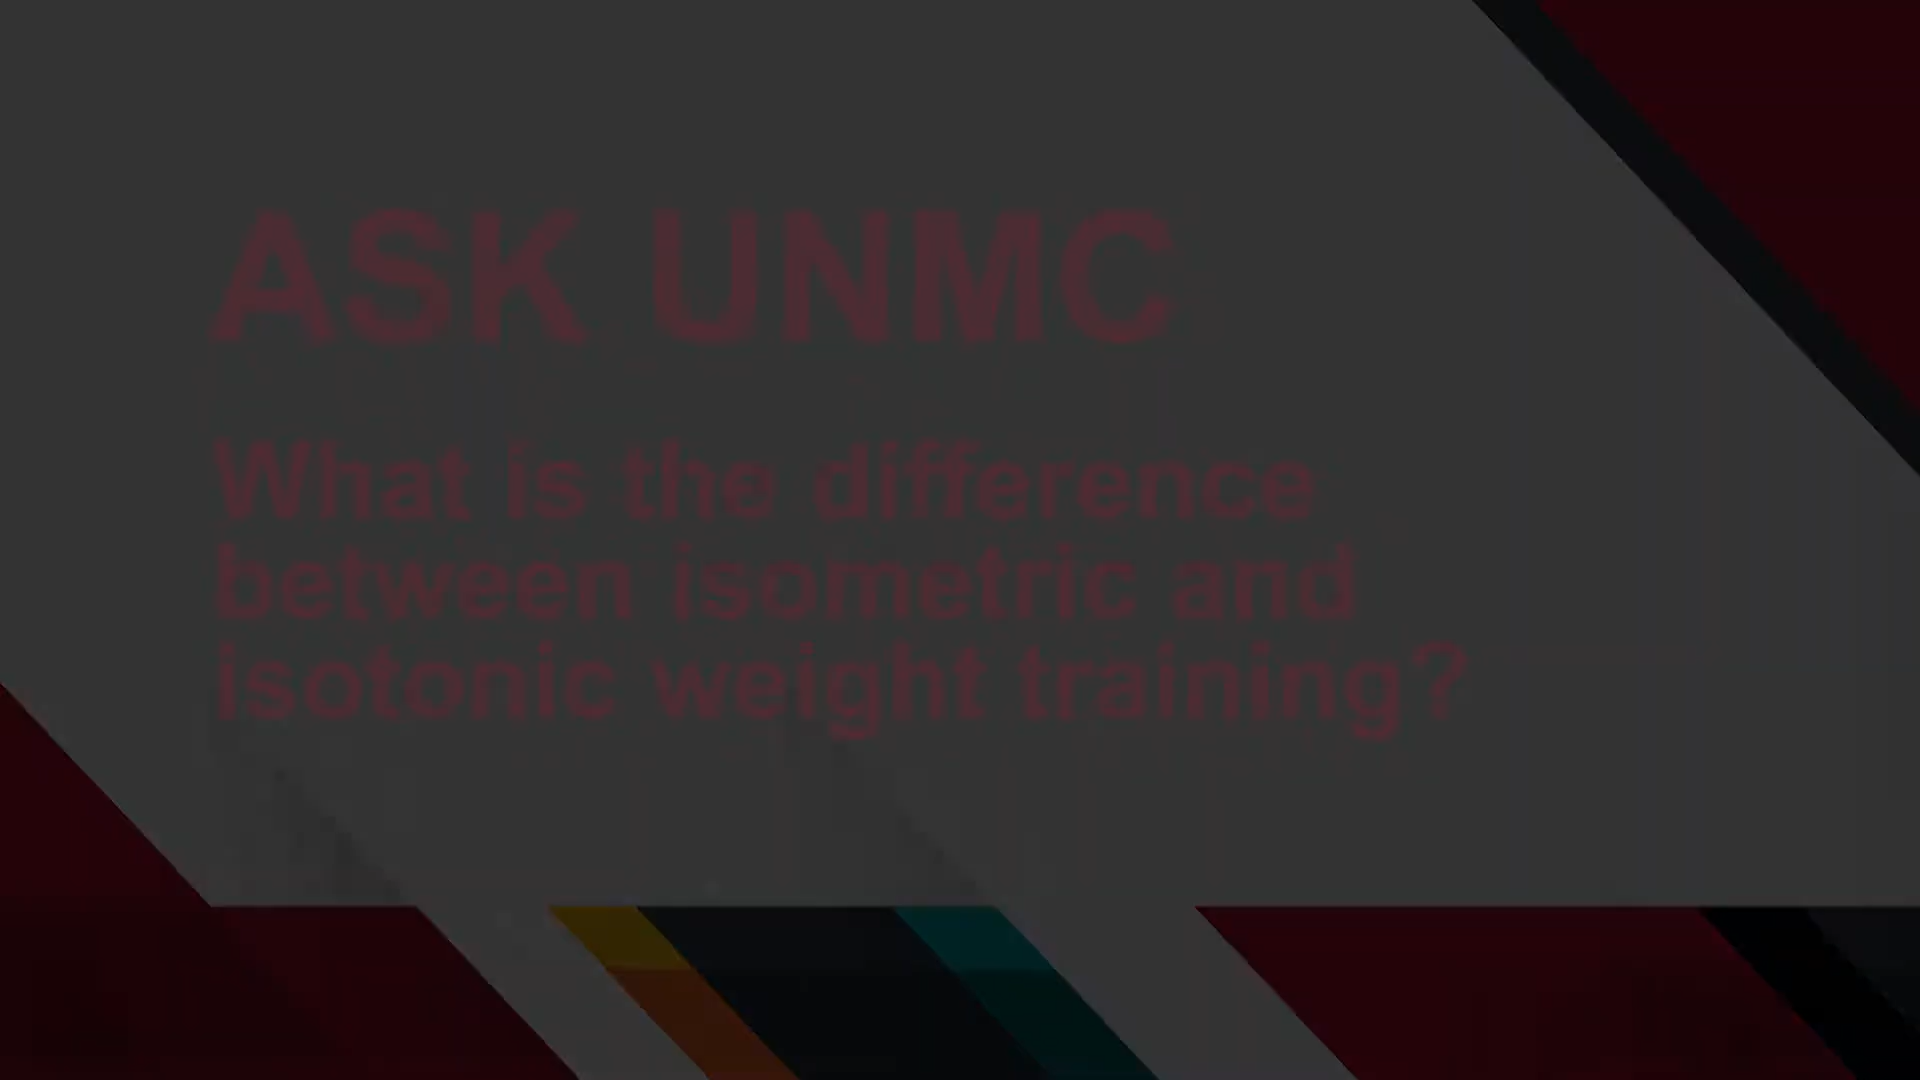 ASK UNMC
What is the difference
between isometric and
isotonic weight training?